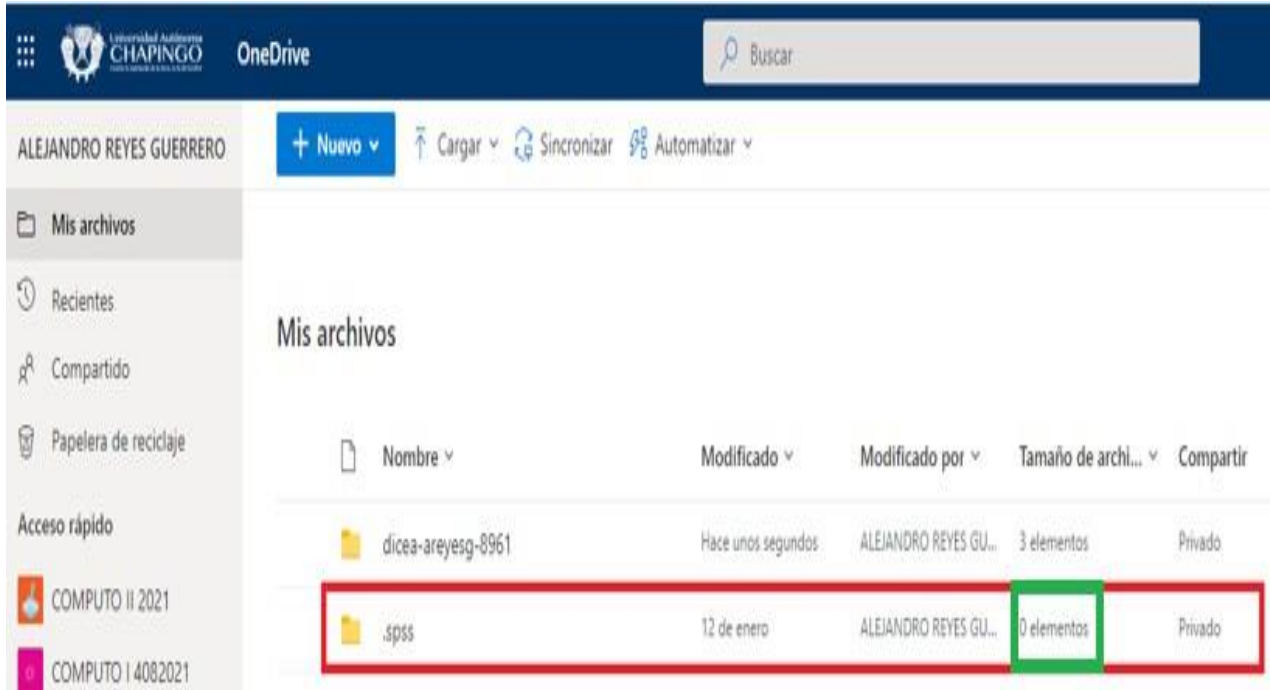 Universidad Autónoma
CHAPINGO
OneDrive
Buscar
ALEJANDRO REYES GUERRERO
+ Nuevo
Cargar
Sincronizar
Automatizar
Mis archivos
Recientes
Compartido
Papelera de reciclaje
Acceso rápido
COMPUTO II 2021
COMPUTO I 4082021
Mis archivos
Nombre Modificado Modificado por Tamaño de archi... Compartir
dicea-areyesg-8961 Hace unos segundos ALEJANDRO REYES GU... 3 elementos Privado
.spss 12 de enero ALEJANDRO REYES GU... 0 elementos Privado